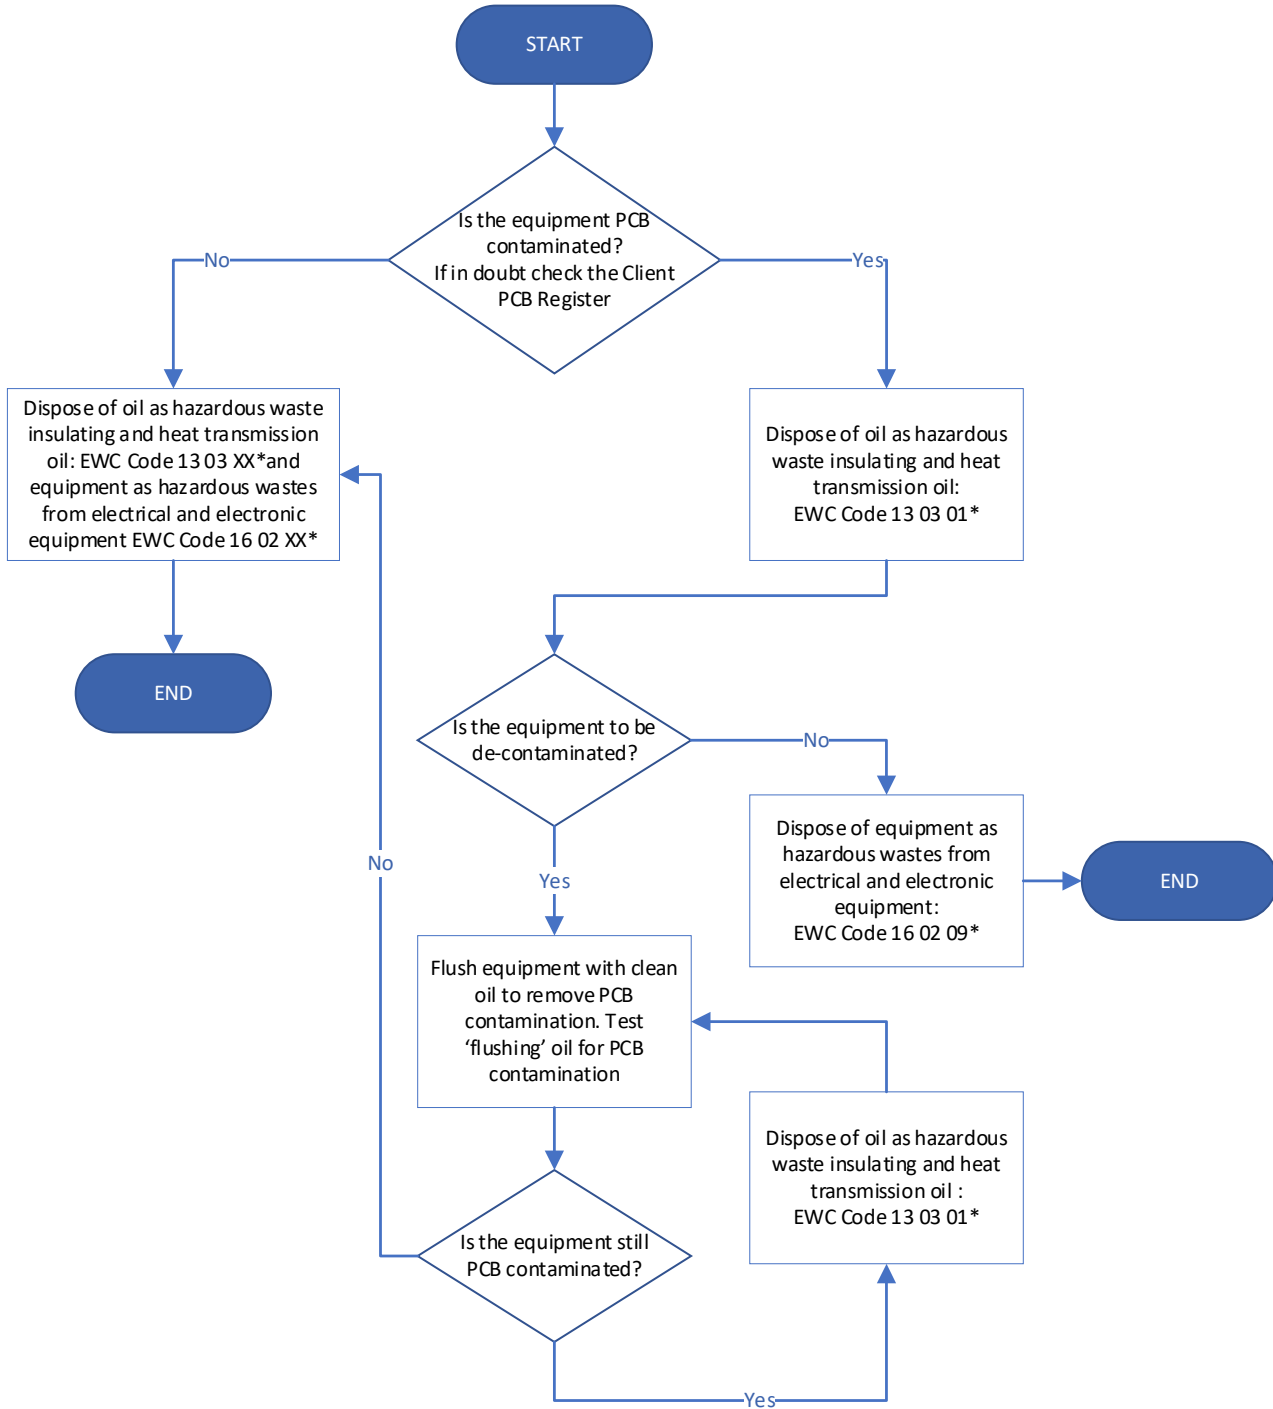 START
Is the equipment PCB
contaminated?
If in doubt check the Client
PCB Register
No
Yes
Dispose of oil as hazardous waste
insulating and heat transmission
oil: EWC Code 13 03 XX*and
equipment as hazardous wastes
from electrical and electronic
equipment EWC Code 16 02 XX*
Dispose of oil as hazardous
waste insulating and heat
transmission oil:
EWC Code 13 03 01*
END
Is the equipment to be
de-contaminated?
No
Dispose of equipment as
hazardous wastes from
electrical and electronic
equipment:
EWC Code 16 02 09*
END
No
Yes
Flush equipment with clean
oil to remove PCB
contamination. Test
‘flushing’ oil for PCB
contamination
Dispose of oil as hazardous
waste insulating and heat
transmission oil :
EWC Code 13 03 01*
Is the equipment still
PCB contaminated?
Yes